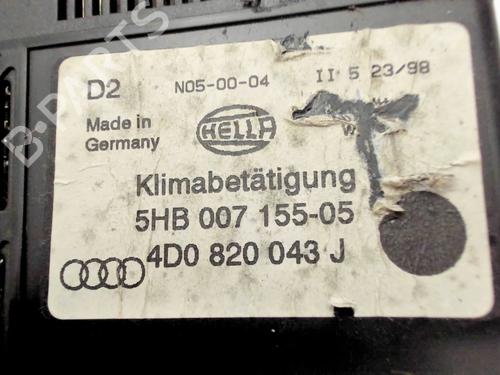 D2 N05-00-04 II 5 23/98
Made in
Germany
HELLA
Klimabetätigung
5HB 007 155-05
4D0 820 043 J
B-PARTS